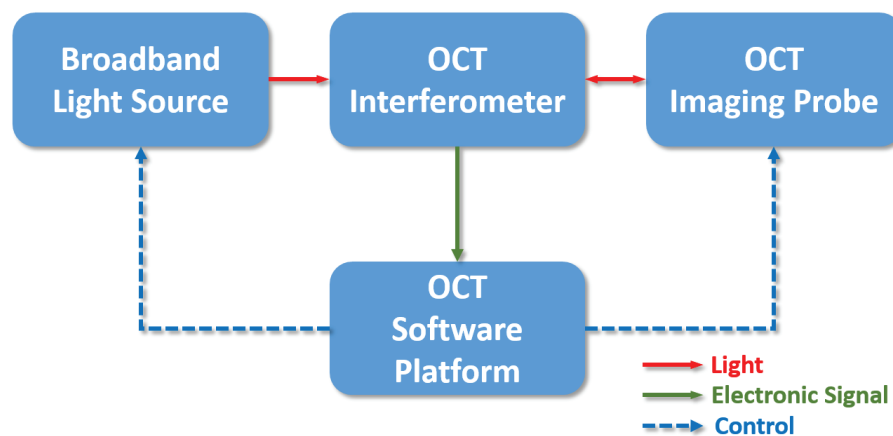 Broadband
Light Source
OCT
Interferometer
OCT
Imaging Probe
OCT
Software
Platform
Light
Electronic Signal
Control